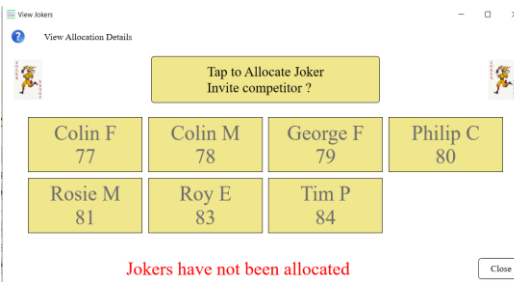 View Jokers
View Allocation Details
Tap to Allocate Joker
Invite competitor ?
Colin F
77
Colin M
78
George F
79
Philip C
80
Rosie M
81
Roy E
83
Tim P
84
Jokers have not been allocated
Close